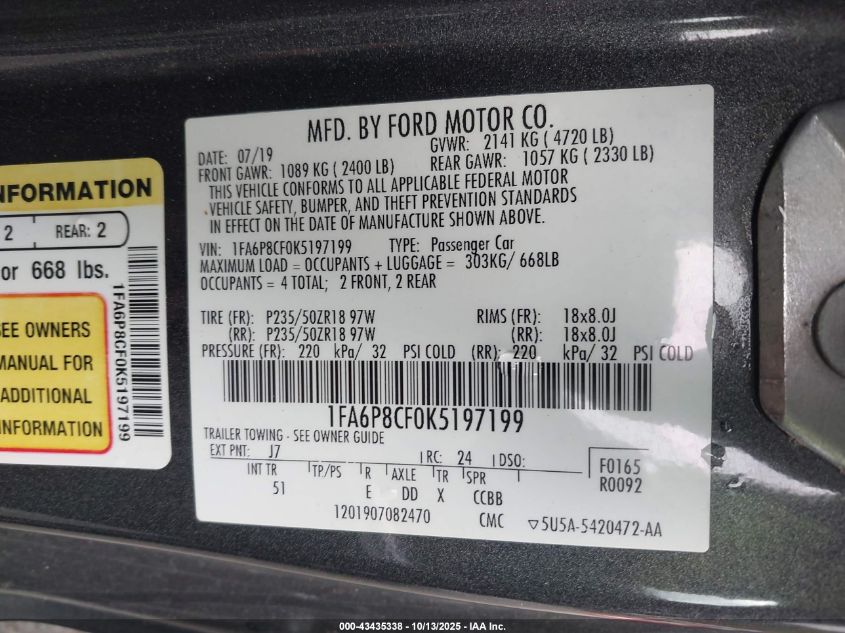 NFORMATION
2 REAR: 2
or 668 lbs.
SEE OWNERS
MANUAL FOR
ADDITIONAL
INFORMATION
1FA6P8CF0K5197199
MFD. BY FORD MOTOR CO.
DATE: 07/19 GVWR: 2141 KG ( 4720 LB)
FRONT GAWR: 1089 KG ( 2400 LB) REAR GAWR: 1057 KG ( 2330 LB)
THIS VEHICLE CONFORMS TO ALL APPLICABLE FEDERAL MOTOR
VEHICLE SAFETY, BUMPER, AND THEFT PREVENTION STANDARDS
IN EFFECT ON THE DATE OF MANUFACTURE SHOWN ABOVE.
VIN: 1FA6P8CF0K5197199 TYPE: Passenger Car
MAXIMUM LOAD = OCCUPANTS + LUGGAGE = 303KG/ 668LB
OCCUPANTS = 4 TOTAL; 2 FRONT, 2 REAR
TIRE (FR): P235/50ZR18 97W RIMS (FR): 18x8.0J
(RR): P235/50ZR18 97W (RR): 18x8.0J
PRESSURE (FR): 220 kPa/ 32 PSI COLD (RR): 220 kPa/ 32 PSI COLD
1FA6P8CF0K5197199
TRAILER TOWING - SEE OWNER GUIDE
EXT PNT: J7 RC: 24 DSO: F0165
INT TR TP/PS R AXLE TR SPR R0092
51 E DD X CCBB
1201907082470 CMC ▽5U5A-5420472-AA
000-43435338 - 10/13/2025 - IAA Inc.